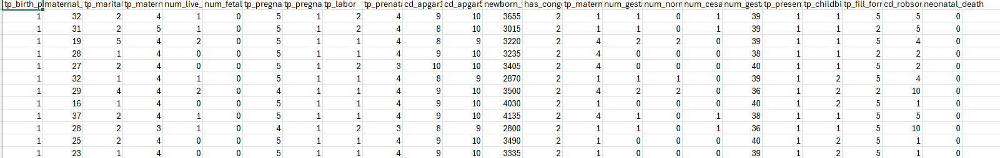 tp_birth_p maternal_ tp_marital tp_matern num_live_ num_fetal tp_pregna tp_pregna tp_labor tp_prenata cd_apgar1 cd_apgar5 newborn_ has_cong tp_matern num_gesta num_norm num_cesa num_gesta tp_present tp_childbi tp_fill_form cd_robson neonatal_death
1 32 2 4 1 0 5 1 2 4 9 10 3655 2 1 1 0 1 39 1 1 5 5 0
1 31 2 5 1 0 5 1 2 4 8 10 3015 2 1 1 0 1 39 1 1 2 5 0
1 19 5 4 2 0 5 1 1 4 8 9 3220 2 4 2 2 0 39 1 1 5 4 0
1 28 1 4 0 0 5 1 1 4 9 10 3235 2 4 0 0 0 38 1 1 2 2 0
1 27 2 4 0 0 5 1 2 3 10 10 3405 2 4 0 0 0 40 1 1 5 2 0
1 32 1 4 1 0 5 1 1 4 8 9 2870 2 1 1 1 0 39 1 2 5 4 0
1 29 4 4 2 0 4 1 1 4 9 10 3500 2 4 2 2 0 36 1 2 2 10 0
1 16 1 4 0 0 5 1 1 4 9 10 4030 2 1 0 0 0 40 1 2 5 1 0
1 37 2 4 1 0 5 1 1 4 9 10 4135 2 4 1 0 1 38 1 1 5 5 0
1 28 2 3 1 0 4 1 2 3 8 9 2800 2 1 1 0 1 36 1 1 5 10 0
1 25 2 4 0 0 5 1 1 4 9 10 3490 2 1 0 0 0 40 1 2 5 1 0
1 23 1 4 0 0 5 1 1 4 9 10 3335 2 1 0 0 0 39 1 2 5 1 0